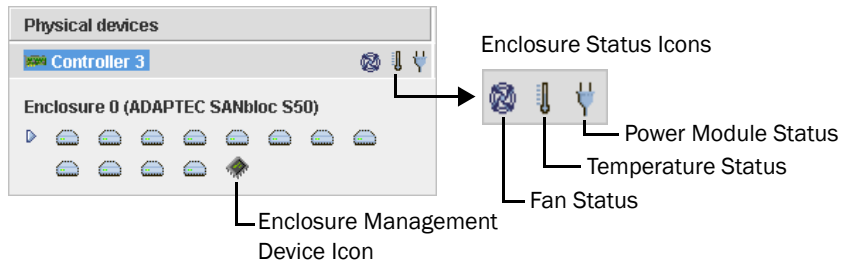 Physical devices
Controller 3
Enclosure Status Icons
Enclosure 0 (ADAPTEC SANbloc S50)
Power Module Status
Temperature Status
Fan Status
Enclosure Management
Device Icon